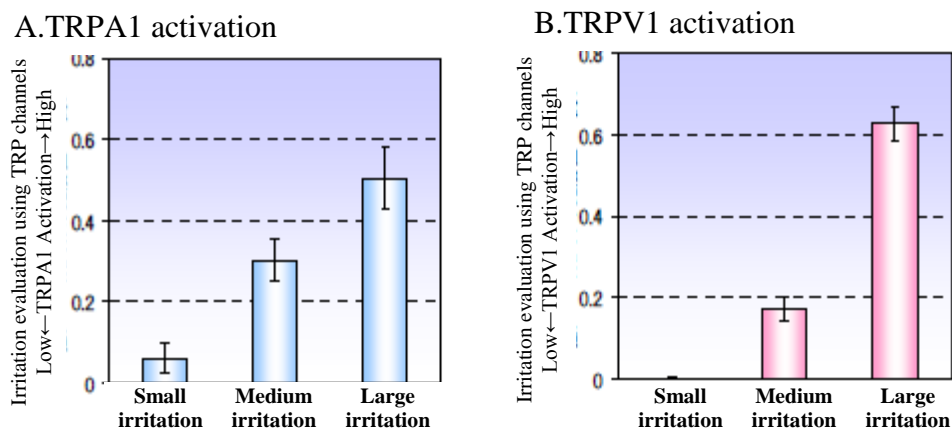 A.TRPA1 activation
Irritation evaluation using TRP channels
Low←TRPA1 Activation→High
0.8
0.6
0.4
0.2
0
Small
irritation
Medium
irritation
Large
irritation
B.TRPV1 activation
Irritation evaluation using TRP channels
Low←TRPV1 Activation→High
0.8
0.6
0.4
0.2
0
Small
irritation
Medium
irritation
Large
irritation